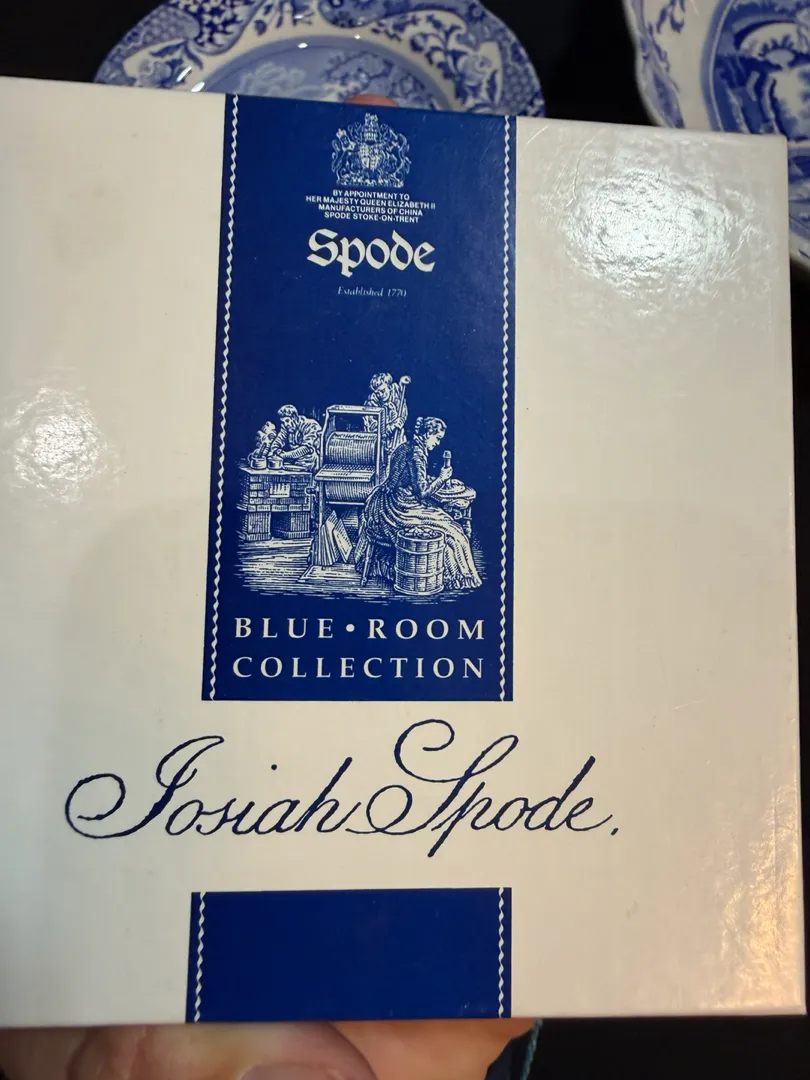 BY APPOINTMENT TO
HER MAJESTY QUEEN ELIZABETH II
MANUFACTURERS OF CHINA
SPODE STOKE-ON-TRENT
Spode
Established 1770
BLUE • ROOM
COLLECTION
Josiah Spode.